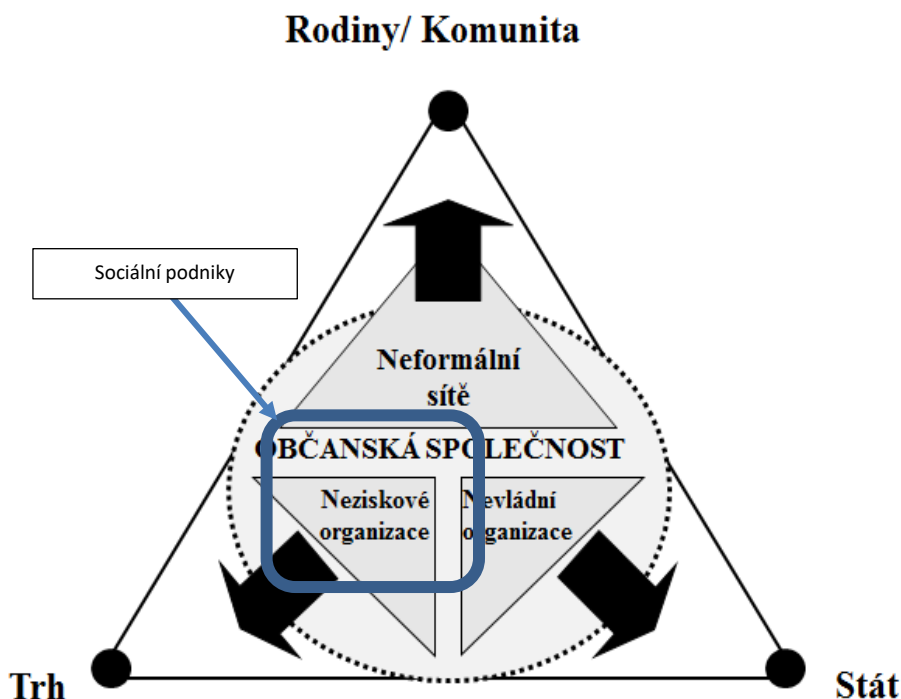 Rodiny/ Komunita
Sociální podniky
Neformální
sítě
OBČANSKÁ SPOLEČNOST
Neziskové
organizace
Nevládní
organizace
Trh
Stát